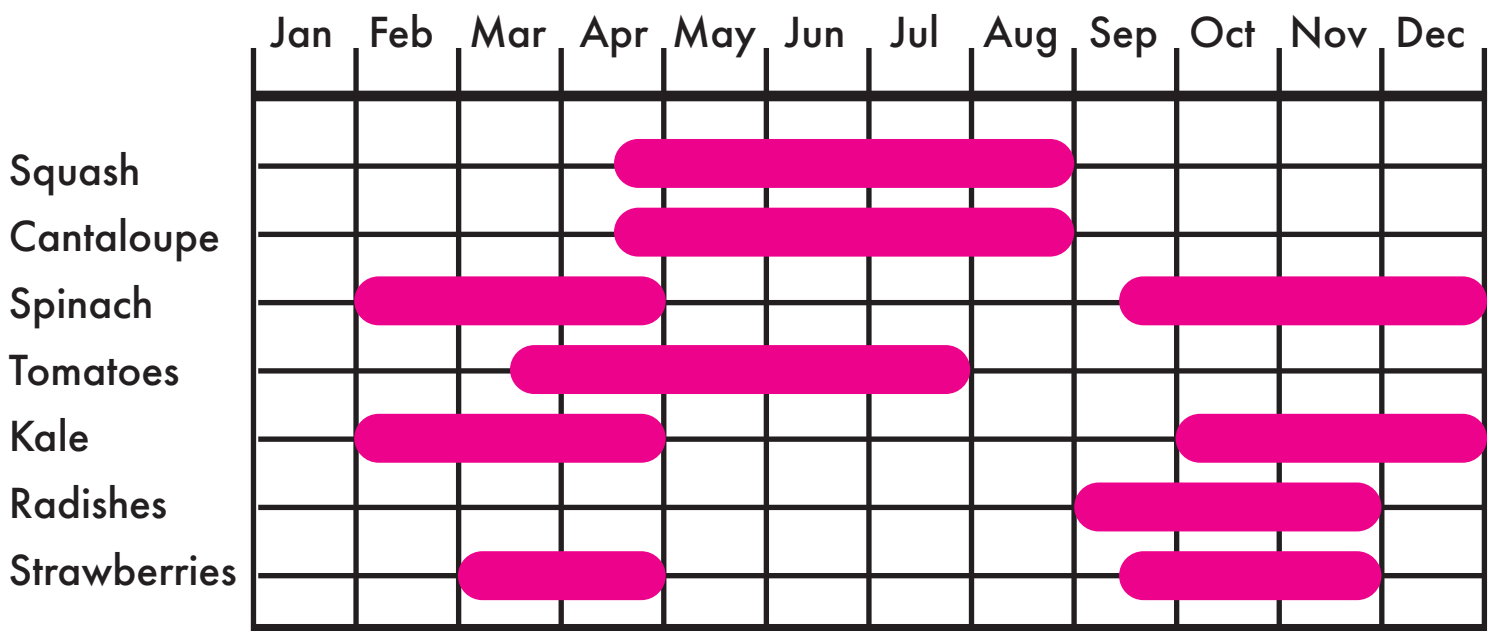 Jan Feb Mar Apr May Jun Jul Aug Sep Oct Nov Dec
Squash
Cantaloupe
Spinach
Tomatoes
Kale
Radishes
Strawberries